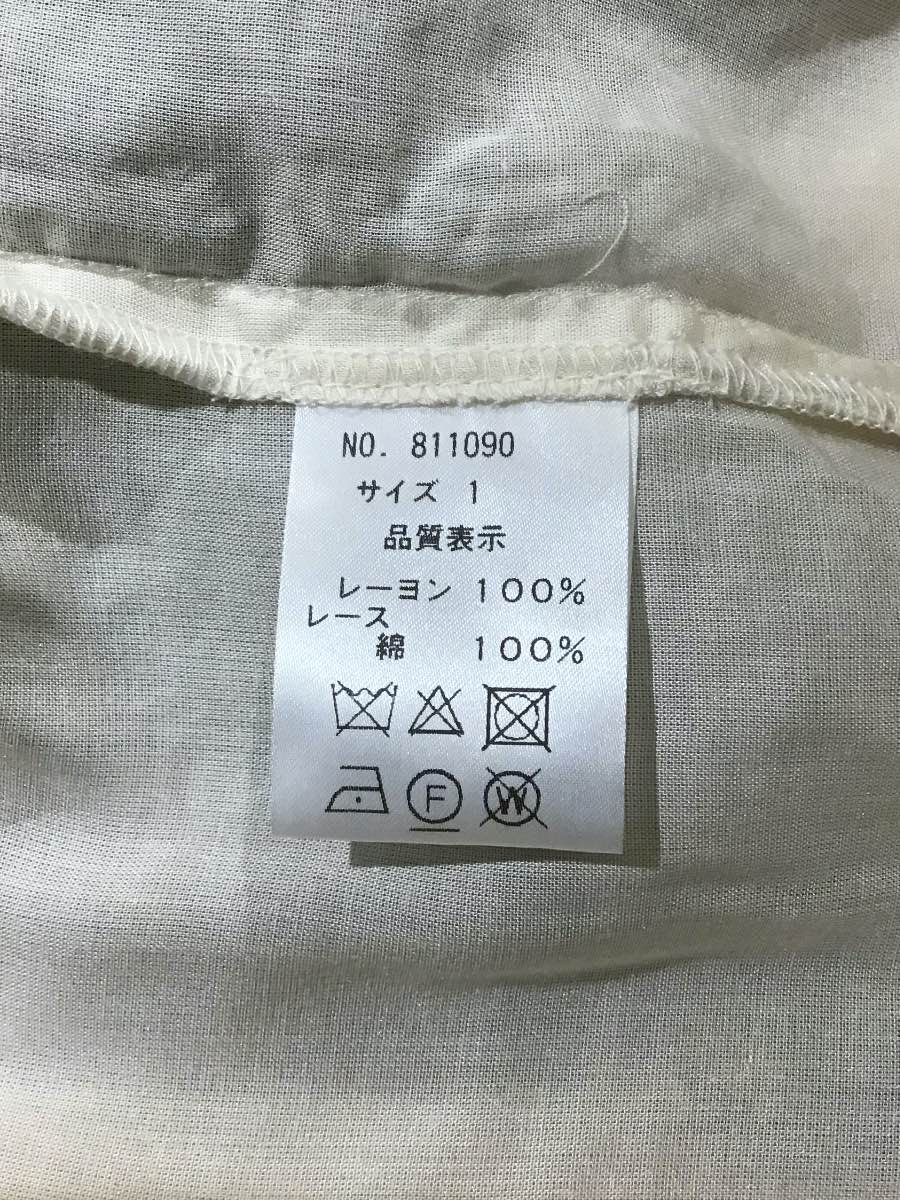 NO. 811090
サイズ 1
品質表示
レーヨン 100%
レース
綿 100%
F
W